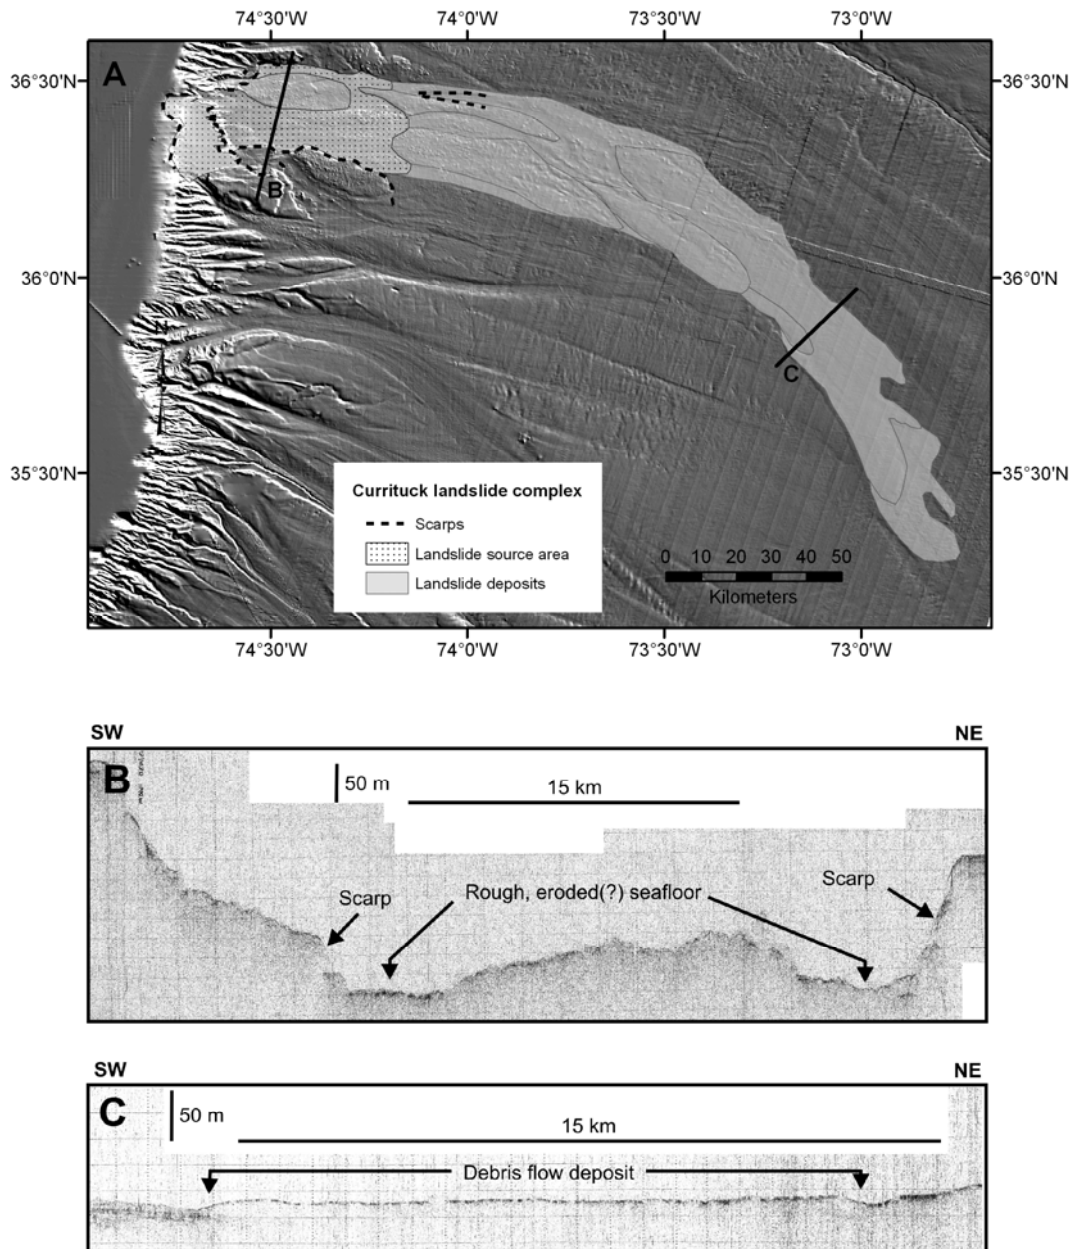 74°30'W 74°0'W 73°30'W 73°0'W
A
36°30'N 36°30'N
B
36°0'N 36°0'N
N
C
35°30'N 35°30'N
Currituck landslide complex
Scarps
Landslide source area
Landslide deposits
0 10 20 30 40 50
Kilometers
74°30'W 74°0'W 73°30'W 73°0'W
SW NE
B
50 m 15 km
Scarp Rough, eroded(?) seafloor Scarp
SW NE
C
50 m 15 km
Debris flow deposit